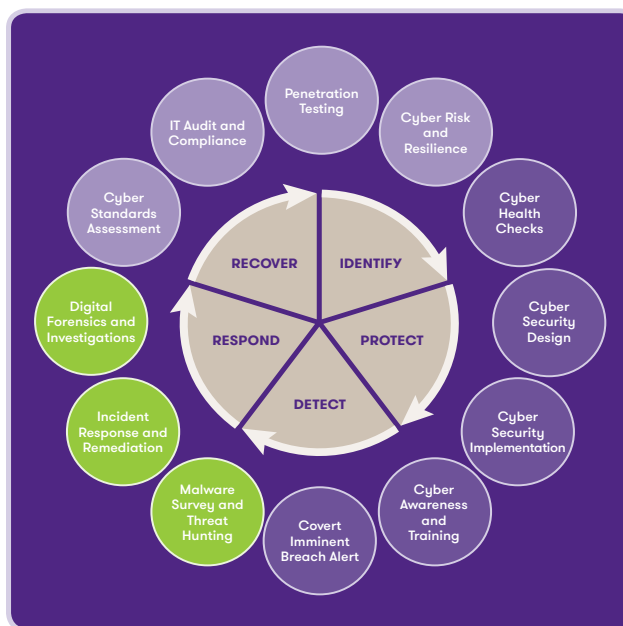 Penetration
Testing
Cyber Risk
and
Resilience
Cyber
Health
Checks
Cyber
Security
Design
Cyber
Security
Implementation
Cyber
Awareness
and
Training
Covert
Imminent
Breach Alert
Malware
Survey and
Threat
Hunting
Incident
Response and
Remediation
Digital
Forensics and
Investigations
Cyber
Standards
Assessment
IT Audit and
Compliance
IDENTIFY
PROTECT
DETECT
RESPOND
RECOVER